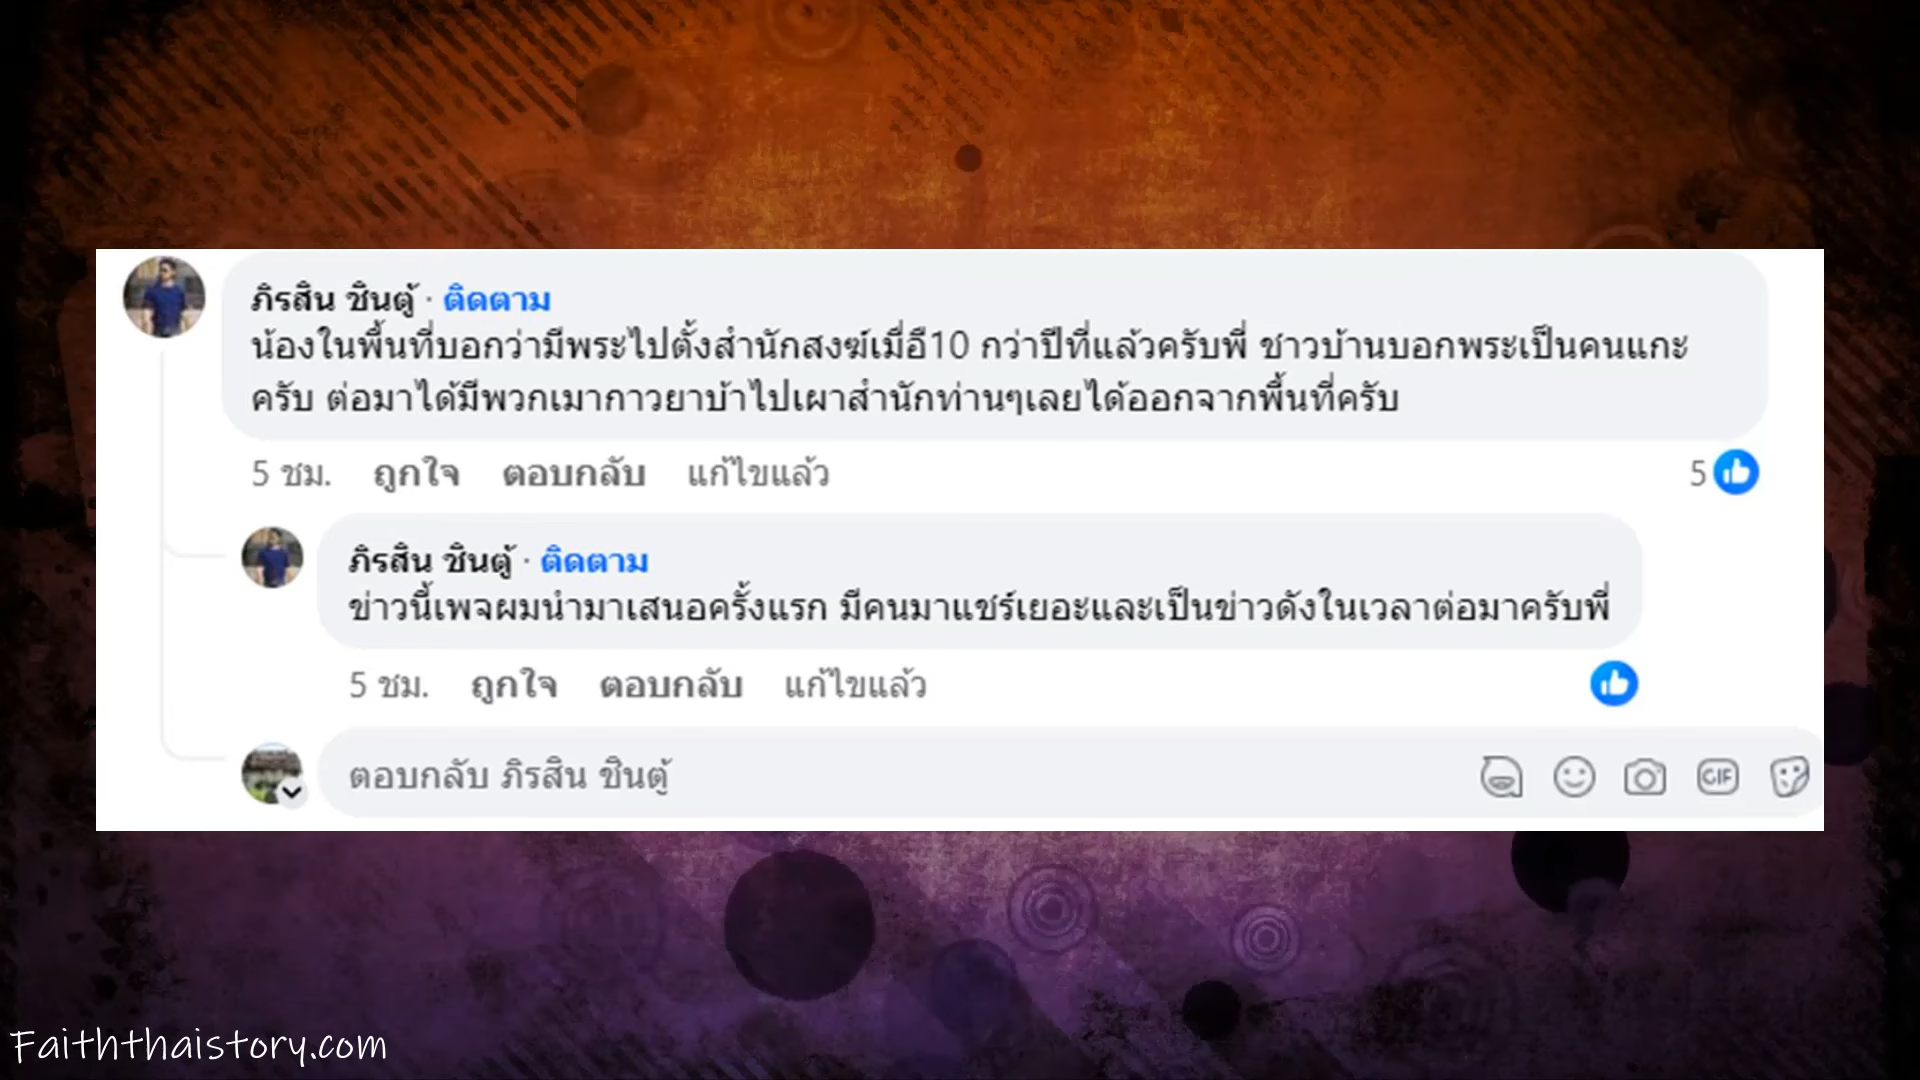 ภิรสิน ชินตู้ · ติดตาม
น้องในพื้นที่บอกว่ามีพระไปตั้งสำนักสงฆ์เมื่อี10 กว่าปีที่แล้วครับพี่ ชาวบ้านบอกพระเป็นคนแกะ
ครับ ต่อมาได้มีพวกเมากาวยาบ้าไปเผาสำนักท่านๆเลยได้ออกจากพื้นที่ครับ
5 ชม. ถูกใจ ตอบกลับ แก้ไขแล้ว 5
ภิรสิน ชินตู้ · ติดตาม
ข่าวนี้เพจผมนำมาเสนอครั้งแรก มีคนมาแชร์เยอะและเป็นข่าวดังในเวลาต่อมาครับพี่
5 ชม. ถูกใจ ตอบกลับ แก้ไขแล้ว
ตอบกลับ ภิรสิน ชินตู้
GIF
Faiththaistory.com